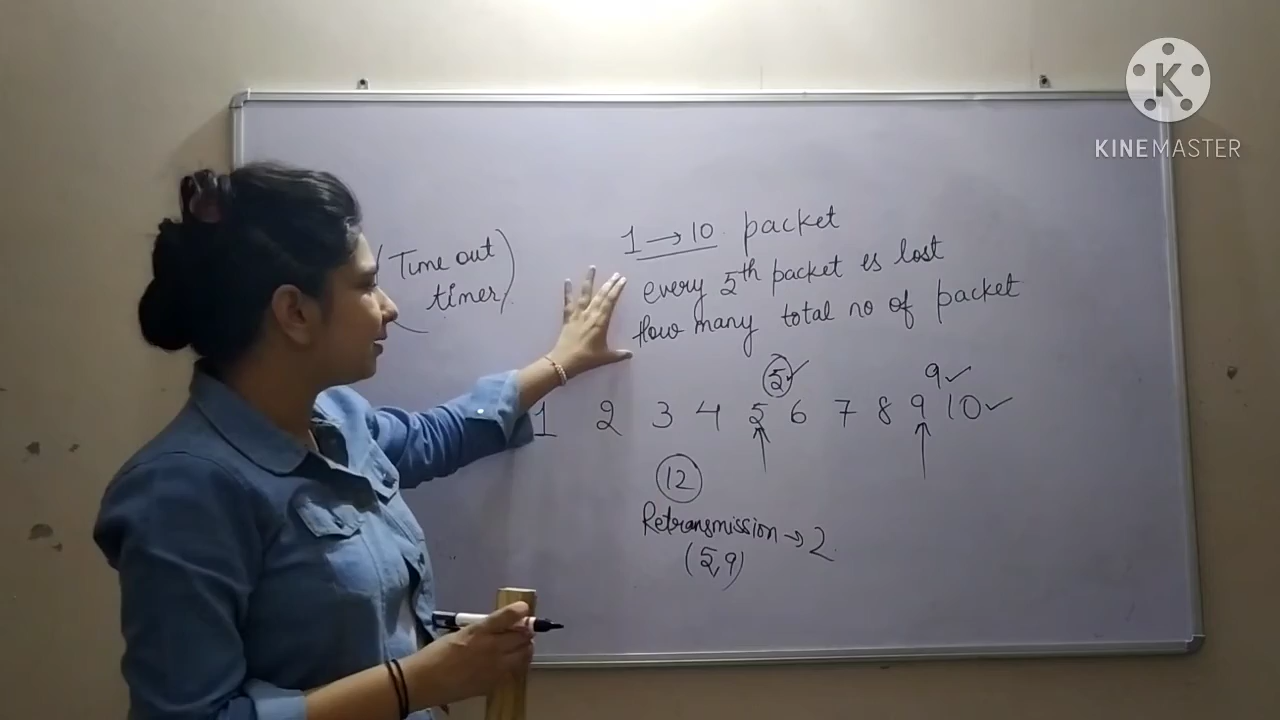 K
KINEMASTER
(Time out
timer)
1 → 10 packet
every 5th packet is lost
How many total no of packet
5✓ 9✓
1 2 3 4 5 6 7 8 9 10✓
12
Retransmission → 2
(5,9)